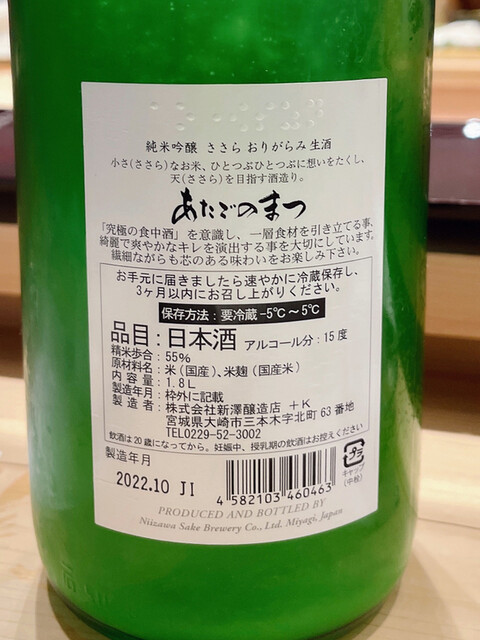 純米吟醸 ささら おりがらみ 生酒
小さ(ささら)なお米、ひとつぶひとつぶに想いをたくし、
天(ささら)を目指す酒造り。
あたごのまつ
「究極の食中酒」を意識し、一層食材を引き立てる事、
綺麗で爽やかなキレを演出する事を大切にしています。
繊細ながらも芯のある味わいをお楽しみ下さい。
お手元に届きましたら速やかに冷蔵保存し、
3ヶ月以内にお召し上がりください。
保存方法:要冷蔵-5℃~5℃
品目:日本酒 アルコール分:15度
精米歩合:55%
原材料名:米(国産)、米麹(国産米)
内容量:1.8L
製造年月:枠外に記載
製造者:株式会社新澤醸造店 +K
宮城県大崎市三本木字北町63番地
TEL0229-52-3002
飲酒は20歳になってから。妊娠中、授乳期の飲酒はお控えください
製造年月
2022.10 JI
4 582103 460463
プラ
キャップ
(中栓)
PRODUCED AND BOTTLED BY
Niizawa Sake Brewery Co., Ltd. Miyagi, Japan